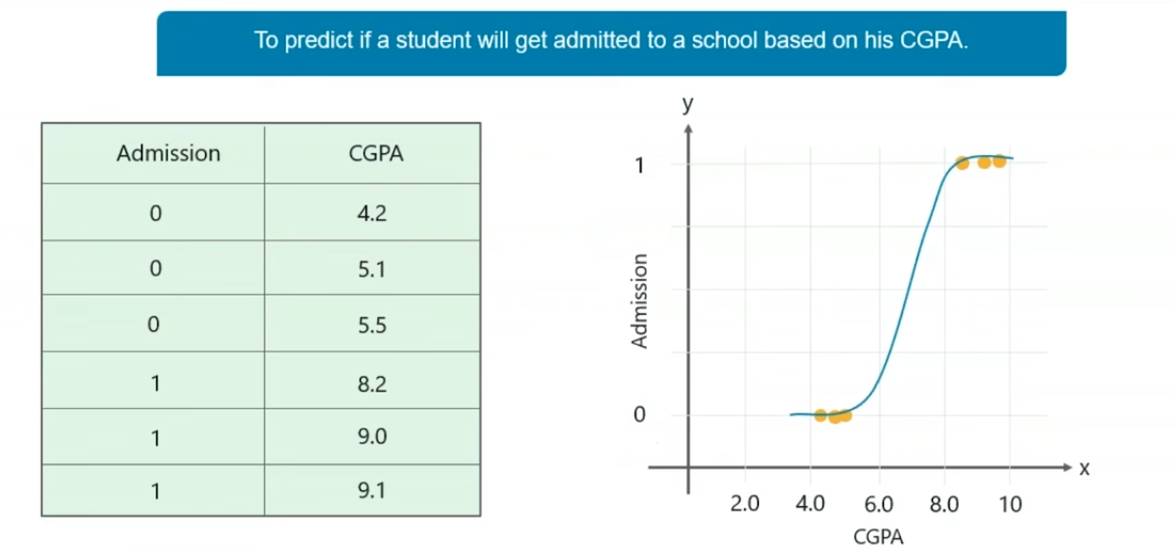 To predict if a student will get admitted to a school based on his CGPA.
Admission CGPA
0 4.2
0 5.1
0 5.5
1 8.2
1 9.0
1 9.1
y
1
Admission
0
x
2.0 4.0 6.0 8.0 10
CGPA